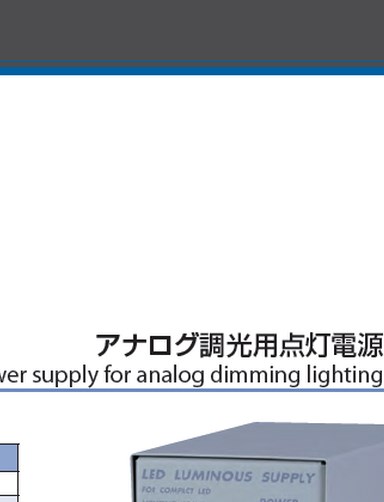 アナログ調光用点灯電源
supply for analog dimming lighting
LED LUMINOUS SUPPLY
FOR COMPACT LED
POWER